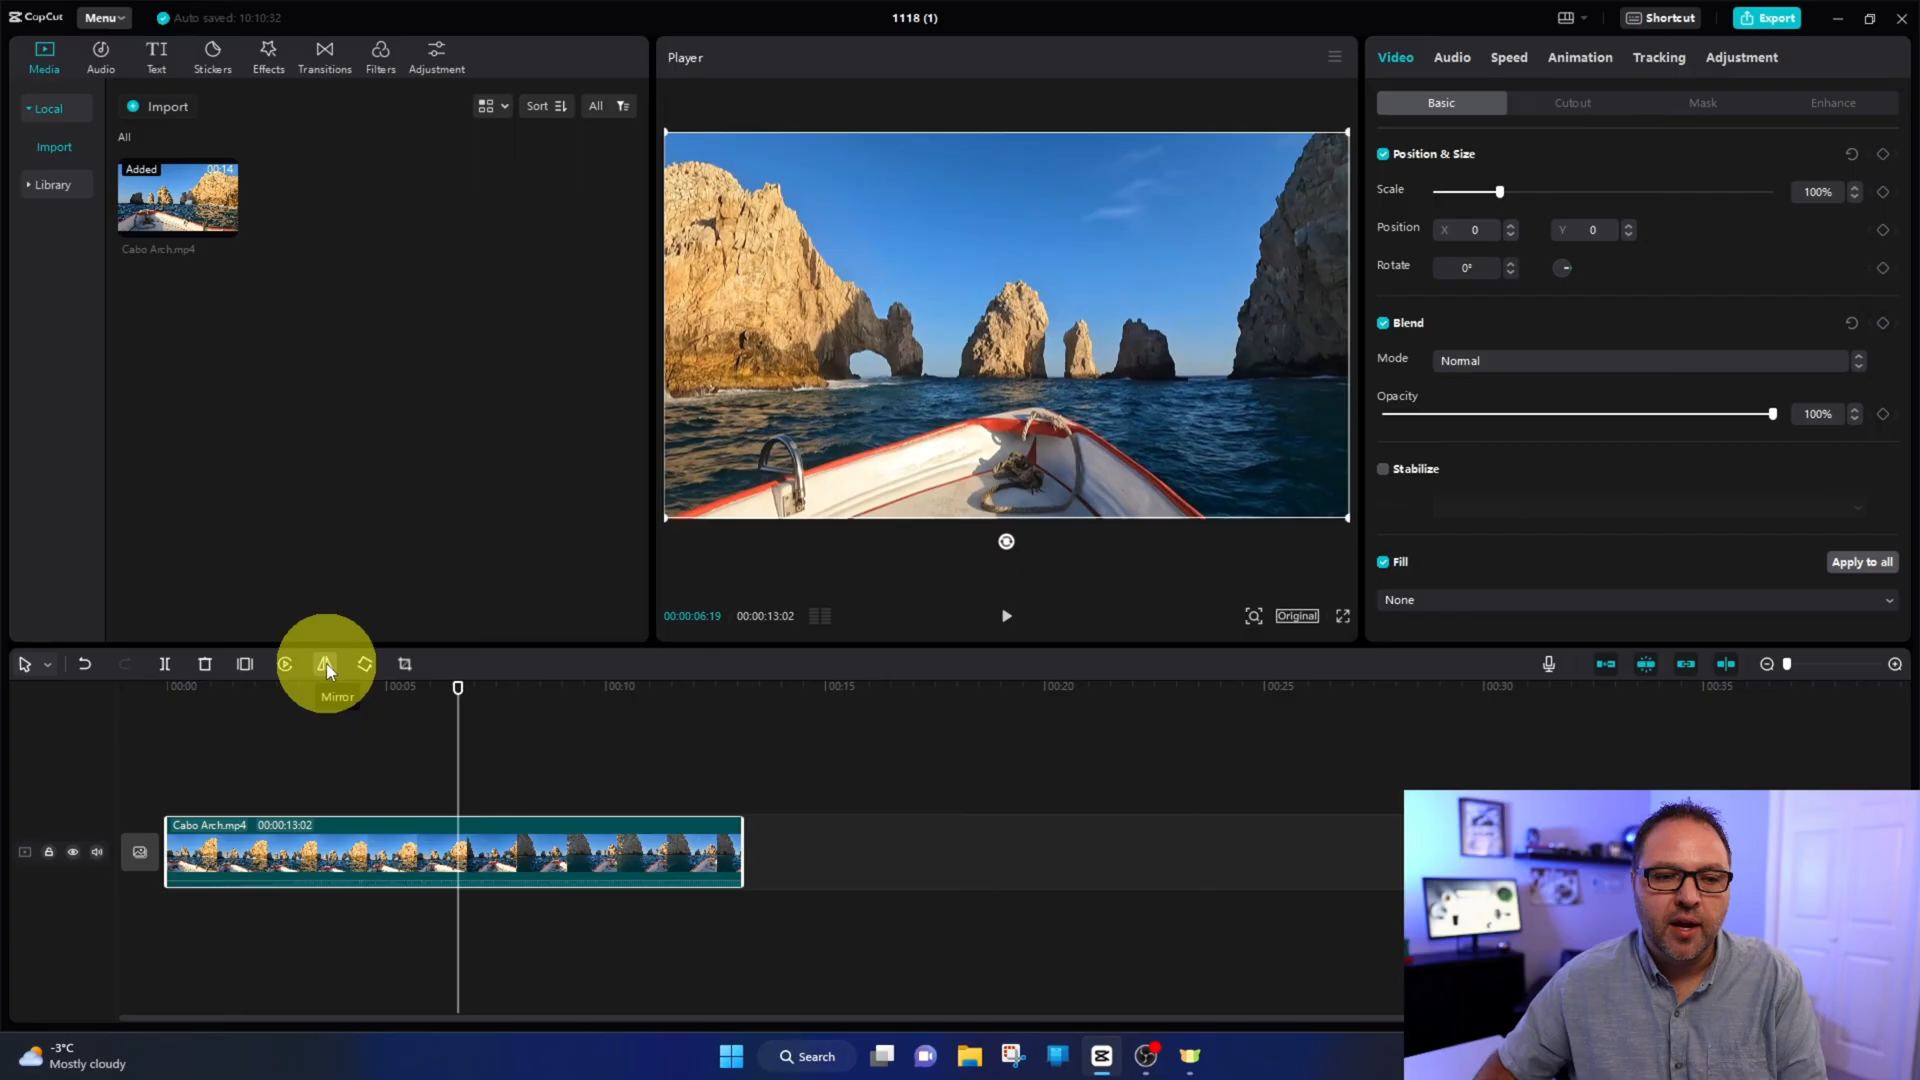 CapCut
Menu
Auto saved: 10:10:32
1118 (1)
Shortcut
Export
Media
Audio
Text
Stickers
Effects
Transitions
Filters
Adjustment
Player
Video
Audio
Speed
Animation
Tracking
Adjustment
Local
Import
Sort
All
Basic
Cutout
Mask
Enhance
All
Import
Library
Added
00:14
Cabo Arch.mp4
Position & Size
Scale
100%
Position
X
0
Y
0
Rotate
0°
Blend
Mode
Normal
Opacity
100%
Stabilize
Fill
Apply to all
None
00:00:06:19
00:00:13:02
Original
Mirror
00:00
00:05
00:10
00:15
00:20
00:25
00:30
00:35
Cabo Arch.mp4
00:00:13:02
-3°C
Mostly cloudy
Search